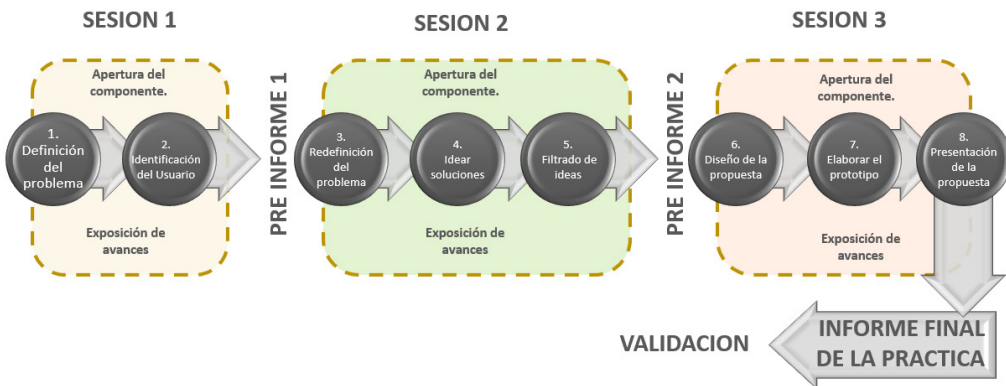 SESION 1
Apertura del
componente.
1.
Definición
del
problema
2.
Identificación
del Usuario
Exposición de
avances
PRE INFORME 1
SESION 2
Apertura del
componente.
3.
Redefinición
del
problema
4.
Idear
soluciones
5.
Filtrado de
ideas
Exposición de
avances
PRE INFORME 2
SESION 3
Apertura del
componente.
6.
Diseño de la
propuesta
7.
Elaborar el
prototipo
8.
Presentación
de la
propuesta
Exposición de
avances
INFORME FINAL
DE LA PRACTICA
VALIDACION